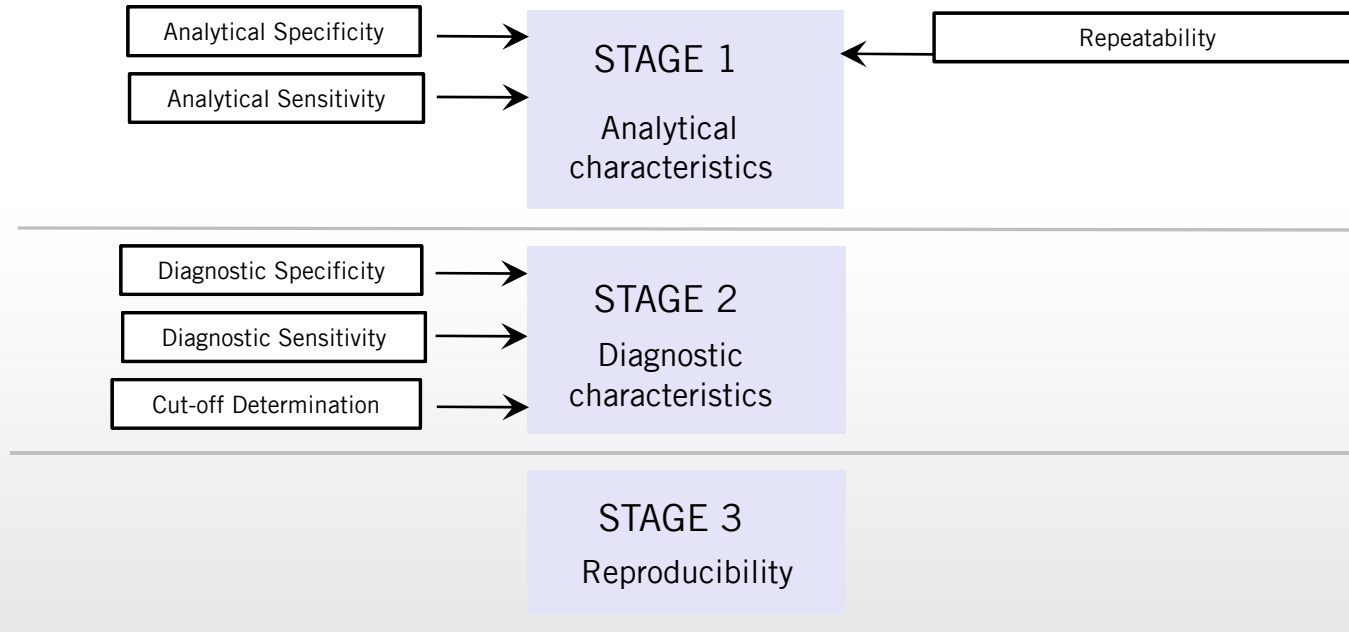 Analytical Specificity
Analytical Sensitivity
STAGE 1
Analytical
characteristics
Repeatability
Diagnostic Specificity
Diagnostic Sensitivity
Cut-off Determination
STAGE 2
Diagnostic
characteristics
STAGE 3
Reproducibility